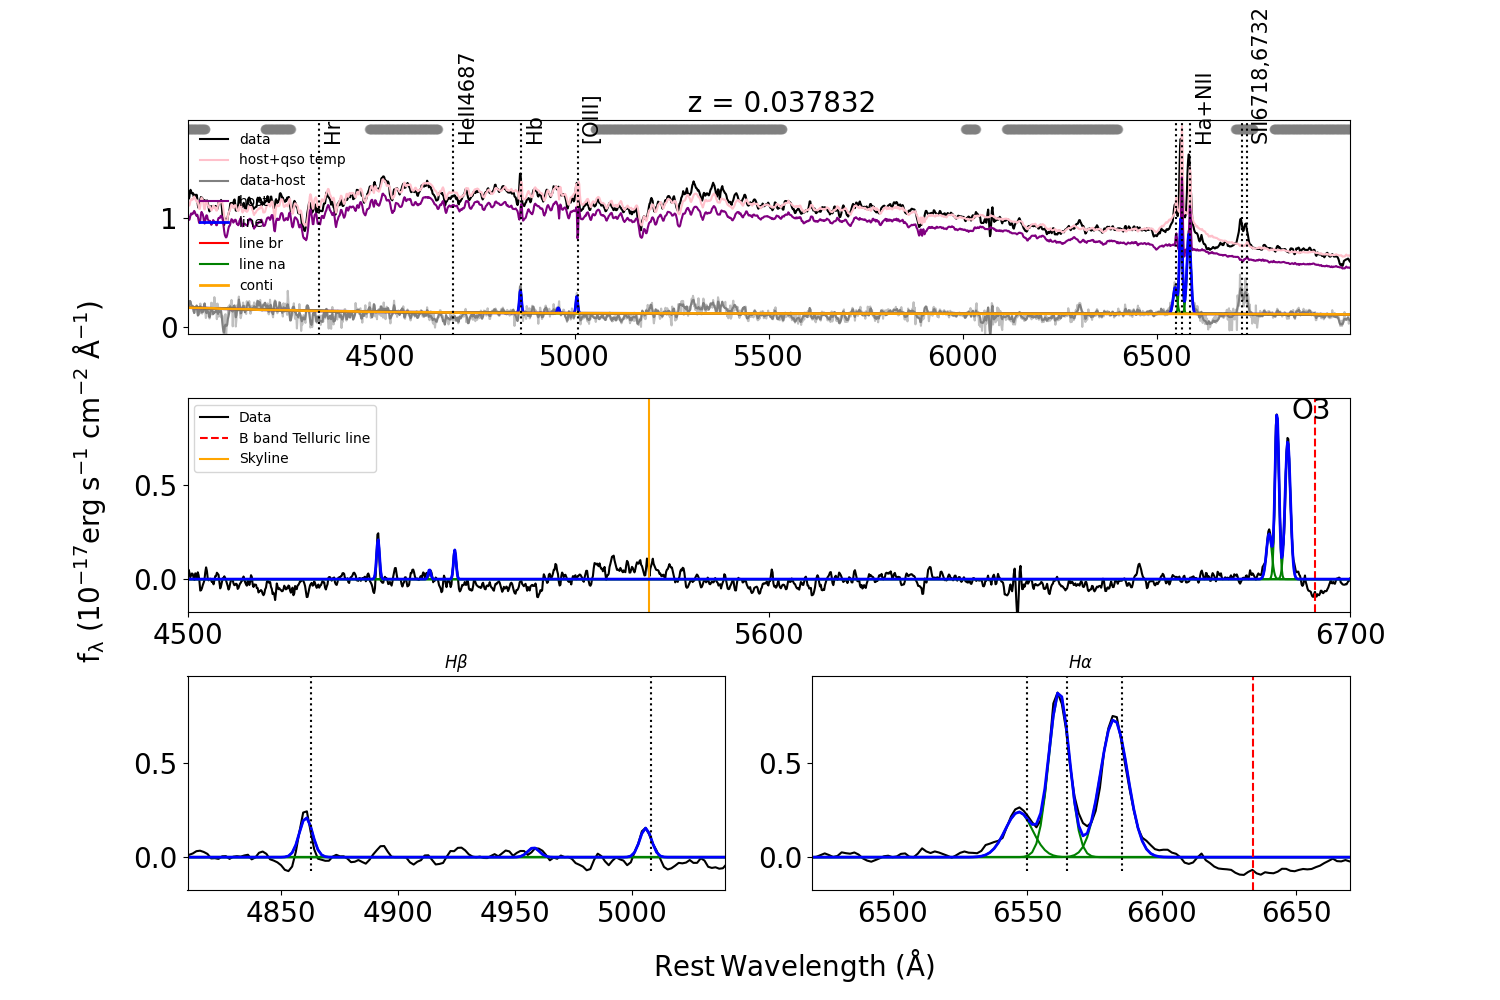 z = 0.037832
Hr
HeII4687
Hb
[OIII]
Ha+NII
SII6718,6732
data
host+qso temp
data-host
host
line
line br
line na
conti
1
0
4500 5000 5500 6000 6500
Data
B band Telluric line
Skyline
O3
0.5
0.0
4500 5600 6700
f_λ (10^{-17}erg s^{-1} cm^{-2} Å^{-1})
Hβ
0.5
0.0
4850 4900 4950 5000
Hα
0.5
0.0
6500 6550 6600 6650
Rest Wavelength (Å)